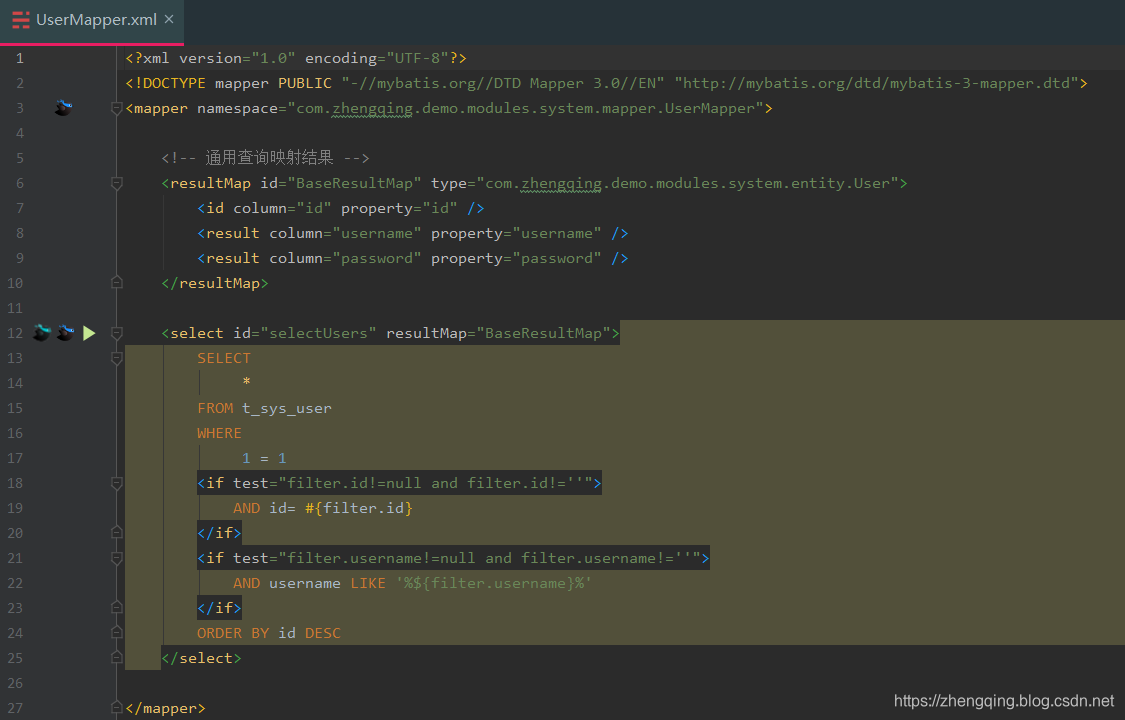 UserMapper.xml ×
1 <?xml version="1.0" encoding="UTF-8"?>
2 <!DOCTYPE mapper PUBLIC "-//mybatis.org//DTD Mapper 3.0//EN" "http://mybatis.org/dtd/mybatis-3-mapper.dtd">
3 <mapper namespace="com.zhengqing.demo.modules.system.mapper.UserMapper">
4
5 <!-- 通用查询映射结果 -->
6 <resultMap id="BaseResultMap" type="com.zhengqing.demo.modules.system.entity.User">
7 <id column="id" property="id" />
8 <result column="username" property="username" />
9 <result column="password" property="password" />
10 </resultMap>
11
12 <select id="selectUsers" resultMap="BaseResultMap">
13 SELECT
14 *
15 FROM t_sys_user
16 WHERE
17 1 = 1
18 <if test="filter.id!=null and filter.id!=''">
19 AND id= #{filter.id}
20 </if>
21 <if test="filter.username!=null and filter.username!=''">
22 AND username LIKE '%${filter.username}%'
23 </if>
24 ORDER BY id DESC
25 </select>
26
27 </mapper>
https://zhengqing.blog.csdn.net